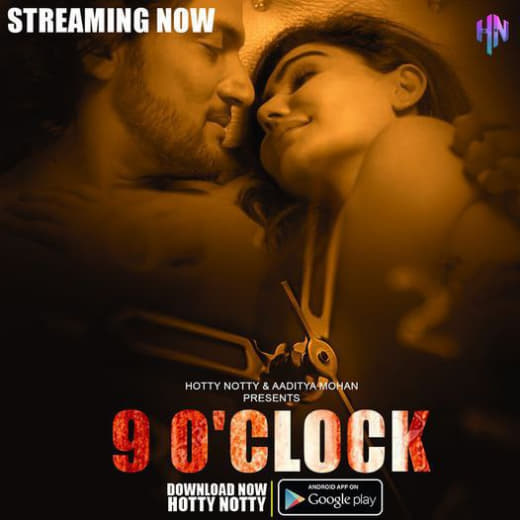 STREAMING NOW
HN
HOTTY NOTTY & AADITYA MOHAN
PRESENTS
9 O'CLOCK
DOWNLOAD NOW
HOTTY NOTTY
ANDROID APP ON
Google play